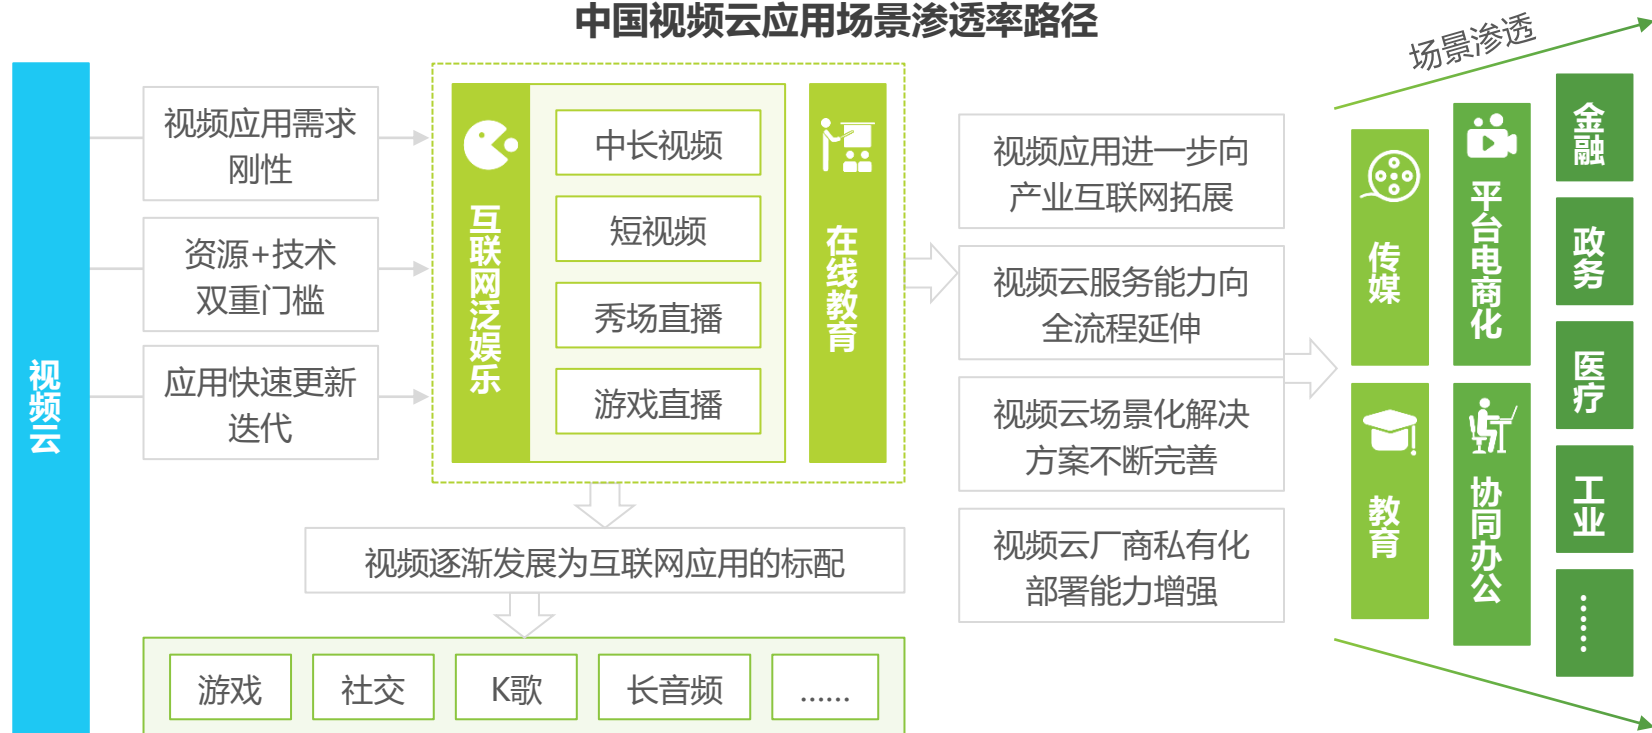 中国视频云应用场景渗透率路径
视频云
视频应用需求
刚性
资源+技术
双重门槛
应用快速更新
迭代
互联网泛娱乐
中长视频
短视频
秀场直播
游戏直播
在线教育
视频逐渐发展为互联网应用的标配
游戏
社交
K歌
长音频
……
视频应用进一步向
产业互联网拓展
视频云服务能力向
全流程延伸
视频云场景化解决
方案不断完善
视频云厂商私有化
部署能力增强
场景渗透
传媒
教育
平台电商化
协同办公
金融
政务
医疗
工业
……